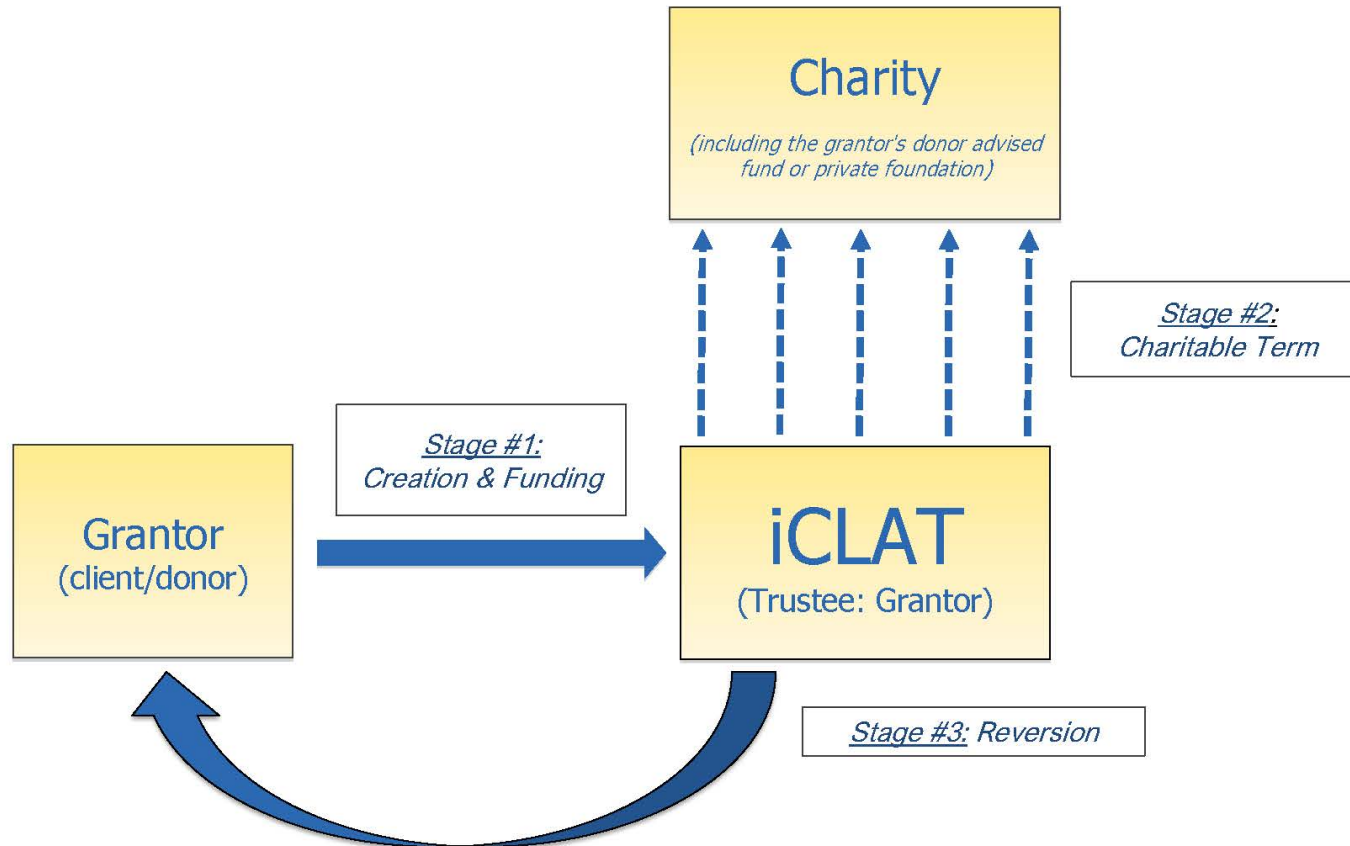 Charity
(including the grantor's donor advised
fund or private foundation)
Stage #2:
Charitable Term
Stage #1:
Creation & Funding
Grantor
(client/donor)
iCLAT
(Trustee: Grantor)
Stage #3: Reversion